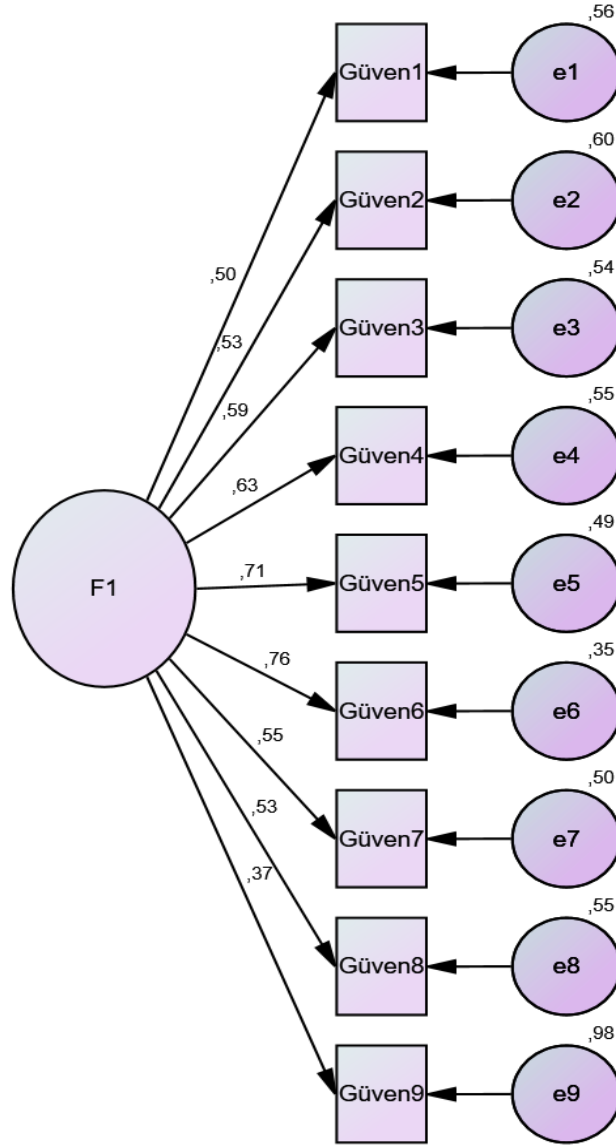 ,56
Güven1
e1
,60
Güven2
e2
,50
,54
,53
Güven3
e3
,59
,55
Güven4
e4
,63
,49
F1
,71
Güven5
e5
,35
,76
Güven6
e6
,55
,50
Güven7
e7
,53
,55
,37
Güven8
e8
,98
Güven9
e9